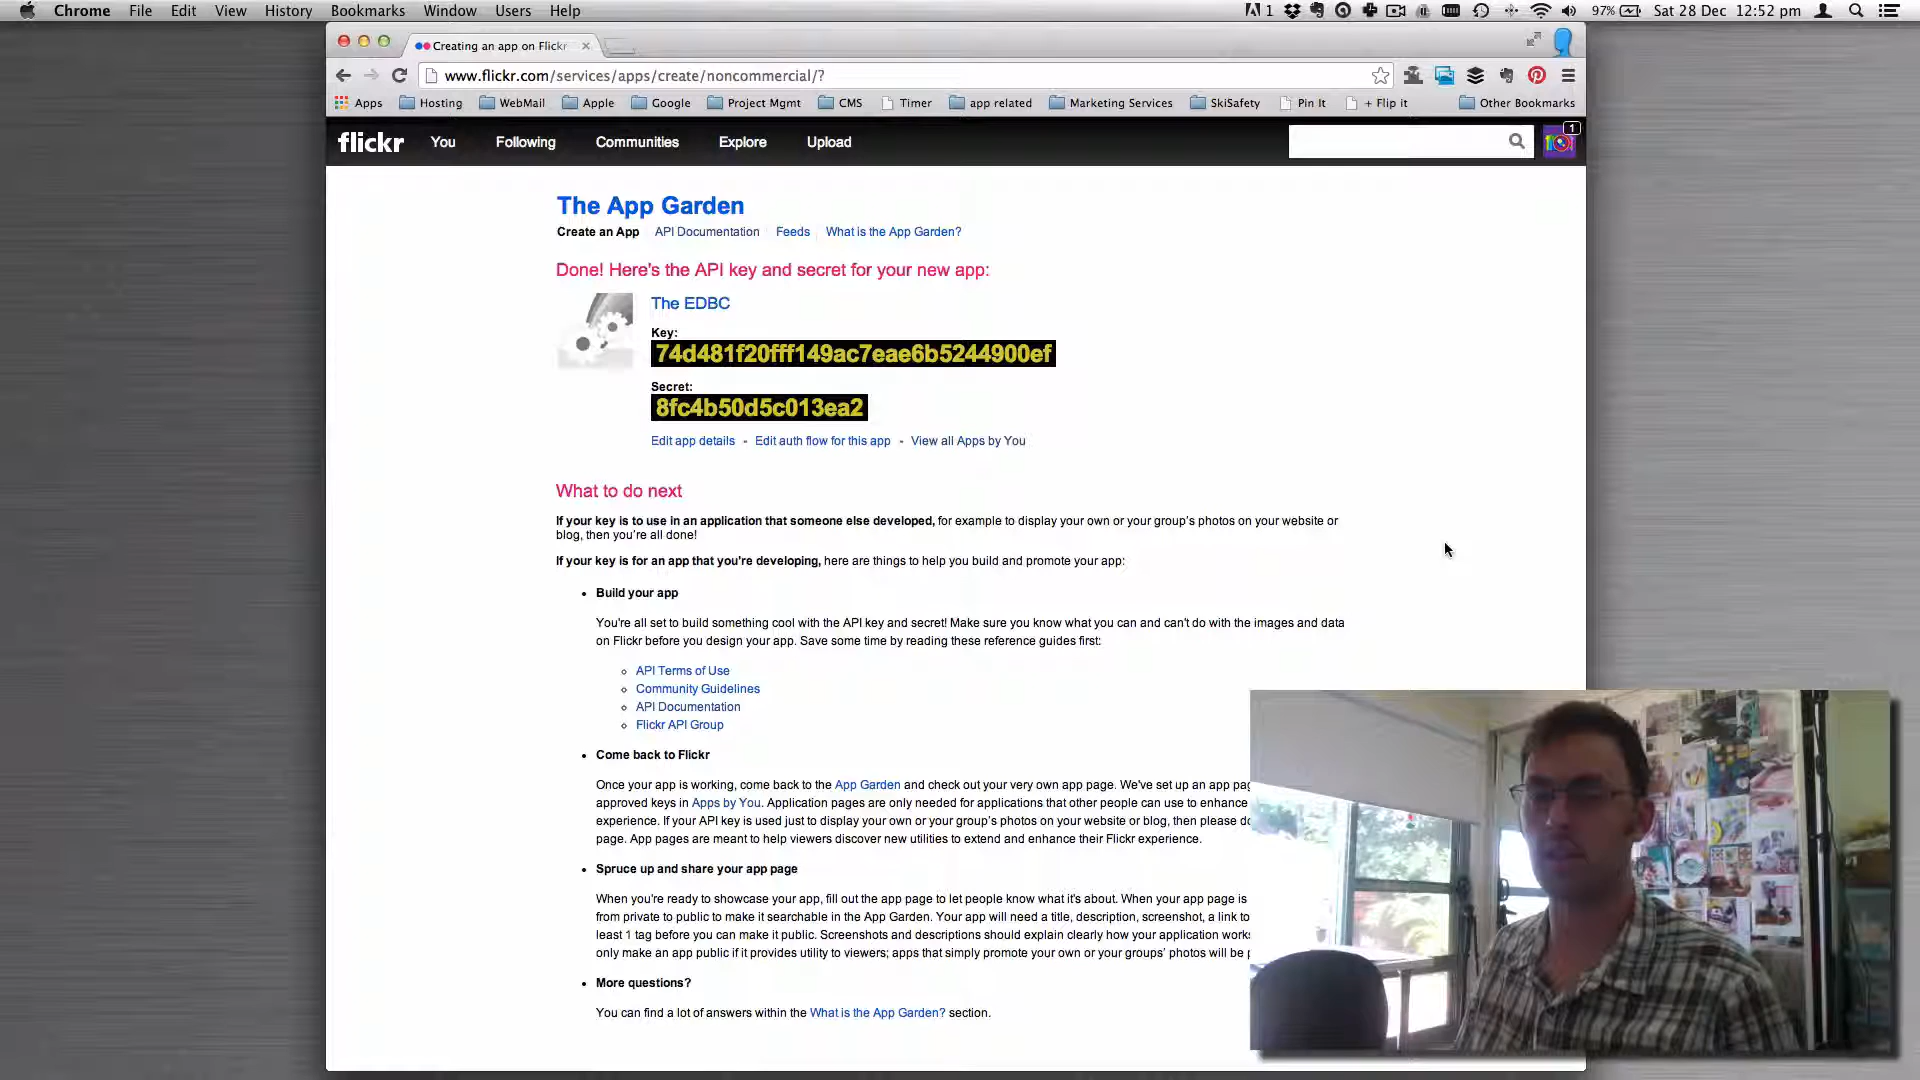 Chrome File Edit View History Bookmarks Window Users Help 1 97% Sat 28 Dec 12:52 pm
Creating an app on Flickr
www.flickr.com/services/apps/create/noncommercial/?
Apps Hosting WebMail Apple Google Project Mgmt CMS Timer app related Marketing Services SkiSafety Pin It + Flip it Other Bookmarks
flickr You Following Communities Explore Upload 1
The App Garden
Create an App API Documentation Feeds What is the App Garden?
Done! Here's the API key and secret for your new app:
The EDBC
Key:
74d481f20fff149ac7eae6b5244900ef
Secret:
8fc4b50d5c013ea2
Edit app details - Edit auth flow for this app - View all Apps by You
What to do next
If your key is to use in an application that someone else developed, for example to display your own or your group's photos on your website or
blog, then you're all done!
If your key is for an app that you're developing, here are things to help you build and promote your app:
• Build your app
You're all set to build something cool with the API key and secret! Make sure you know what you can and can't do with the images and data
on Flickr before you design your app. Save some time by reading these reference guides first:
API Terms of Use
Community Guidelines
API Documentation
Flickr API Group
• Come back to Flickr
Once your app is working, come back to the App Garden and check out your very own app page. We've set up an app
approved keys in Apps by You. Application pages are only needed for applications that other people can use to enhance
experience. If your API key is used just to display your own or your group's photos on your website or blog, then please
page. App pages are meant to help viewers discover new utilities to extend and enhance their Flickr experience.
• Spruce up and share your app page
When you're ready to showcase your app, fill out the app page to let people know what it's about. When your app page is
from private to public to make it searchable in the App Garden. Your app will need a title, description, screenshot, a link to
least 1 tag before you can make it public. Screenshots and descriptions should explain clearly how your application works
only make an app public if it provides utility to viewers; apps that simply promote your own or your groups' photos will be
• More questions?
You can find a lot of answers within the What is the App Garden? section.